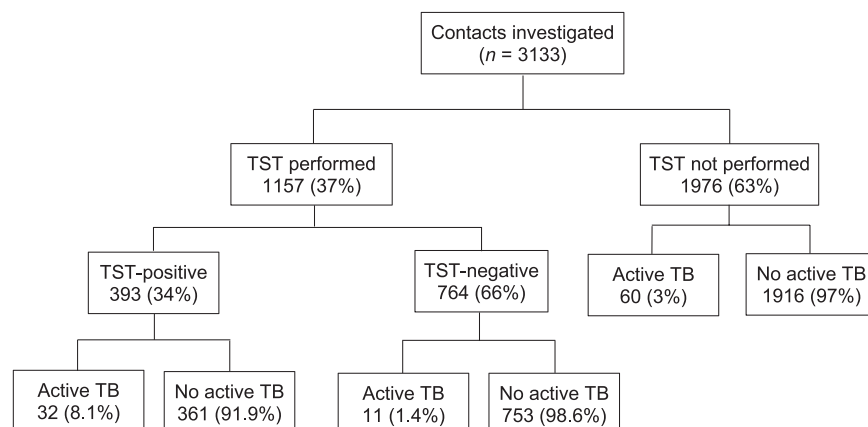 Contacts investigated
(n = 3133)
TST performed
1157 (37%)
TST not performed
1976 (63%)
TST-positive
393 (34%)
TST-negative
764 (66%)
Active TB
60 (3%)
No active TB
1916 (97%)
Active TB
32 (8.1%)
No active TB
361 (91.9%)
Active TB
11 (1.4%)
No active TB
753 (98.6%)